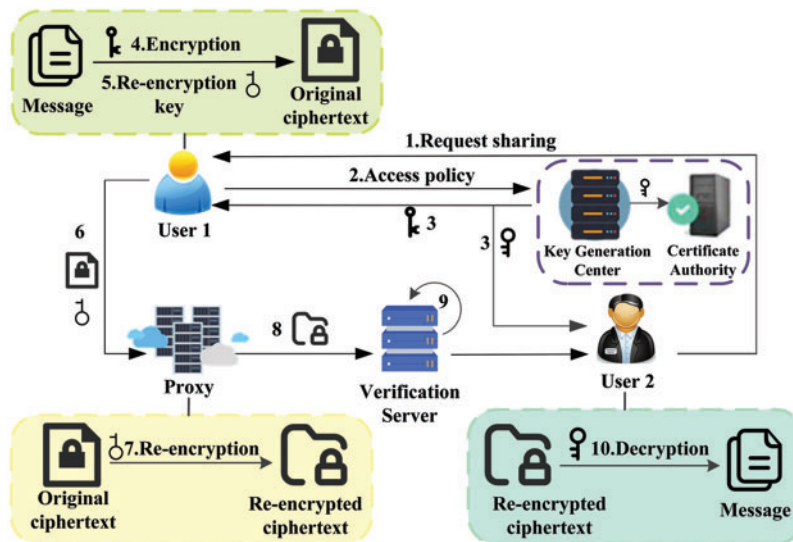 4.Encryption
5.Re-encryption
key
Message
Original
ciphertext
1.Request sharing
2.Access policy
User 1
3
3
Key Generation
Center
Certificate
Authority
6
8
9
Proxy
Verification
Server
User 2
7.Re-encryption
Original
ciphertext
Re-encrypted
ciphertext
10.Decryption
Re-encrypted
ciphertext
Message